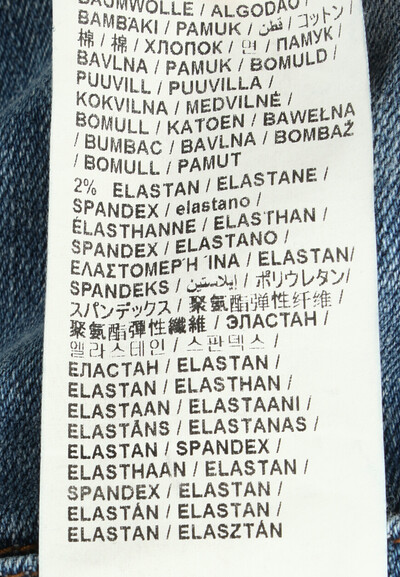 BAUMWOLLE / ALGODÃO /
BAMBAKI / PAMUK / قطن / コットン /
棉 / 棉 / ХЛОПОК / 면 / ПАМУК /
BAVLNA / PAMUK / BOMULD /
PUUVILL / PUUVILLA /
KOKVILNA / MEDVILNĖ /
BOMULL / KATOEN / BAWEŁNA
/ BUMBAC / BAVLNA / BOMBAŽ
/ BOMULL / PAMUT
2% ELASTAN / ELASTANE /
SPANDEX / elastano /
ÉLASTHANNE / ELASTHAN /
SPANDEX / ELASTANO /
ΕΛΑΣΤΟΜΕΡΉ ΊΝΑ / ELASTAN/
SPANDEKS / إيلاستين / ポリウレタン/
スパンデックス / 聚氨酯弹性纤维 /
聚氨酯彈性纖維 / ЭЛАСТАН /
엘라스테인 / 스판덱스 /
ЕЛАСТАН / ELASTAN /
ELASTAN / ELASTHAN /
ELASTAAN / ELASTAANI /
ELASTĀNS / ELASTANAS /
ELASTAN / SPANDEX /
ELASTHAAN / ELASTAN /
SPANDEX / ELASTAN /
ELASTÁN / ELASTAN /
ELASTAN / ELASZTÁN